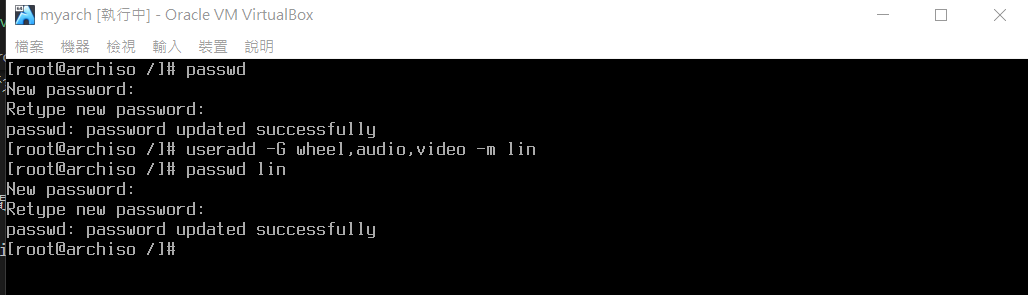 myarch [執行中] - Oracle VM VirtualBox
檔案 機器 檢視 輸入 裝置 說明
[root@archiso /]# passwd
New password:
Retype new password:
passwd: password updated successfully
[root@archiso /]# useradd -G wheel,audio,video -m lin
[root@archiso /]# passwd lin
New password:
Retype new password:
passwd: password updated successfully
[root@archiso /]#